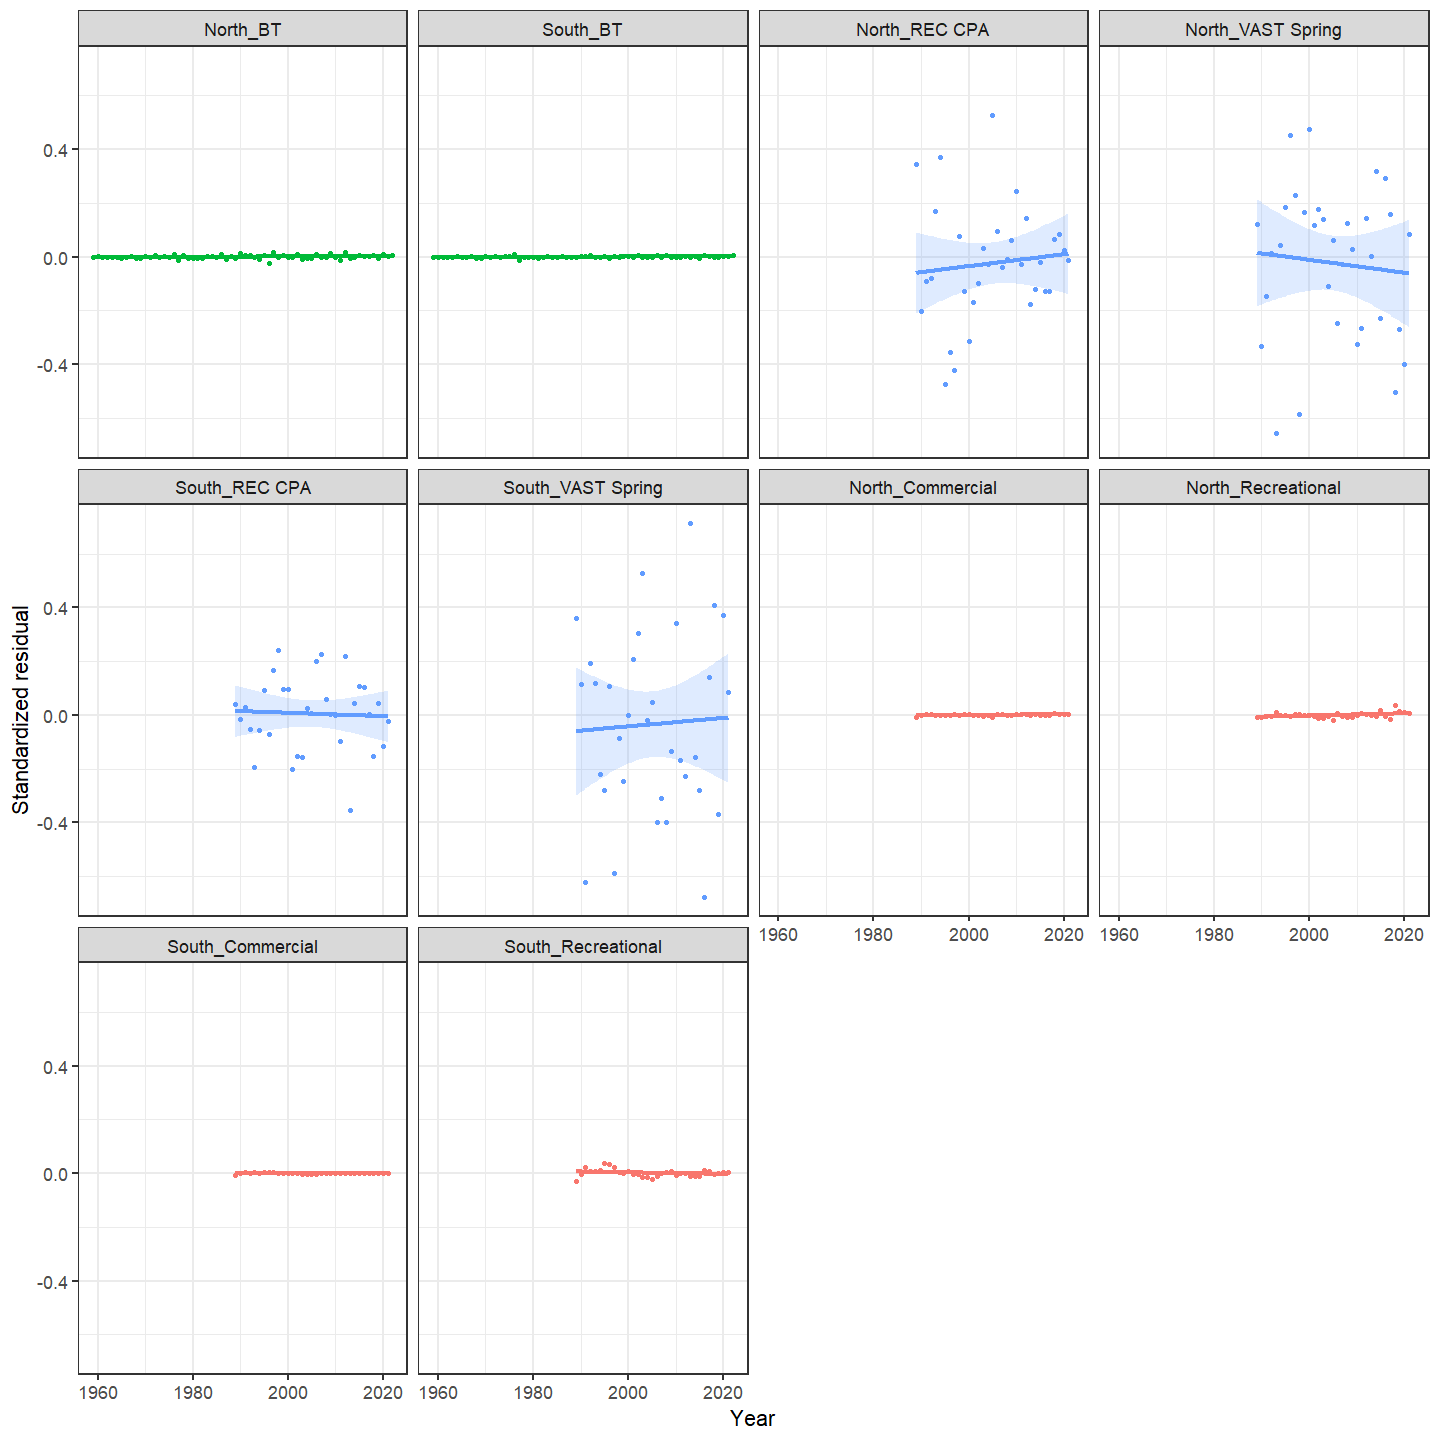 North_BT South_BT North_REC CPA North_VAST Spring
0.4
0.0
-0.4
South_REC CPA South_VAST Spring North_Commercial North_Recreational
0.4
0.0
-0.4
1960 1980 2000 2020 1960 1980 2000 2020
South_Commercial South_Recreational
0.4
0.0
-0.4
1960 1980 2000 2020 1960 1980 2000 2020
Year
Standardized residual